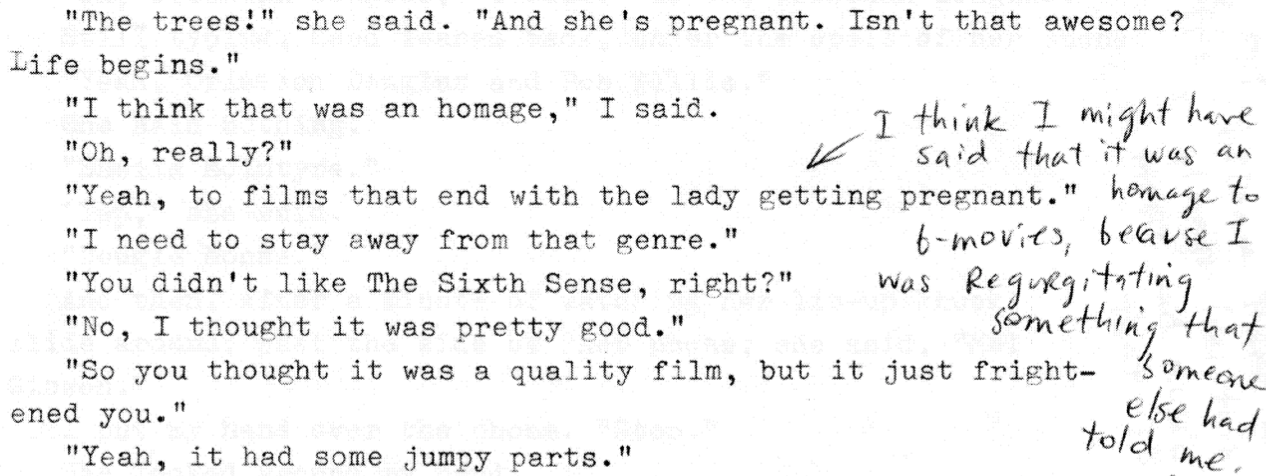 "The trees!" she said. "And she's pregnant. Isn't that awesome?
Life begins."
"I think that was an homage," I said.
"Oh, really?"
"Yeah, to films that end with the lady getting pregnant."
"I need to stay away from that genre."
"You didn't like The Sixth Sense, right?"
"No, I thought it was pretty good."
"So you thought it was a quality film, but it just fright-
ened you."
"Yeah, it had some jumpy parts."
I think I might have
said that it was an
homage to
b-movies, because I
was Regurgitating
something that
someone
else had
told me